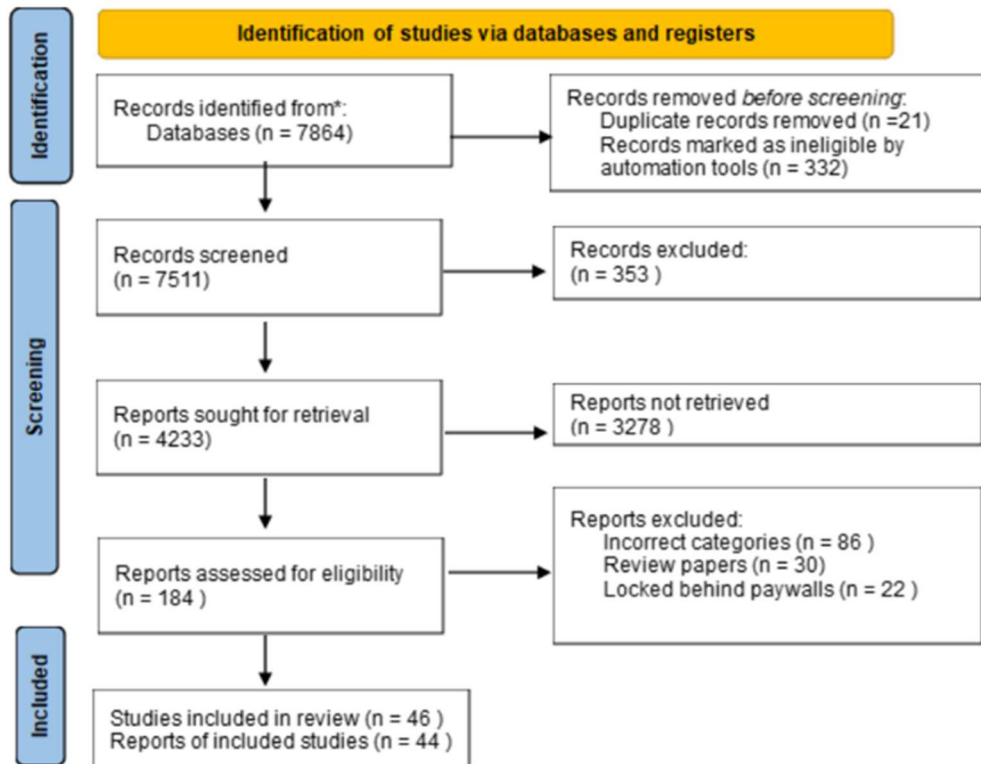 Identification of studies via databases and registers
Identification
Records identified from*:
Databases (n = 7864)
Records removed before screening:
Duplicate records removed (n =21)
Records marked as ineligible by
automation tools (n = 332)
Screening
Records screened
(n = 7511)
Records excluded:
(n = 353 )
Reports sought for retrieval
(n = 4233)
Reports not retrieved
(n = 3278 )
Reports assessed for eligibility
(n = 184 )
Reports excluded:
Incorrect categories (n = 86 )
Review papers (n = 30)
Locked behind paywalls (n = 22 )
Included
Studies included in review (n = 46 )
Reports of included studies (n = 44 )